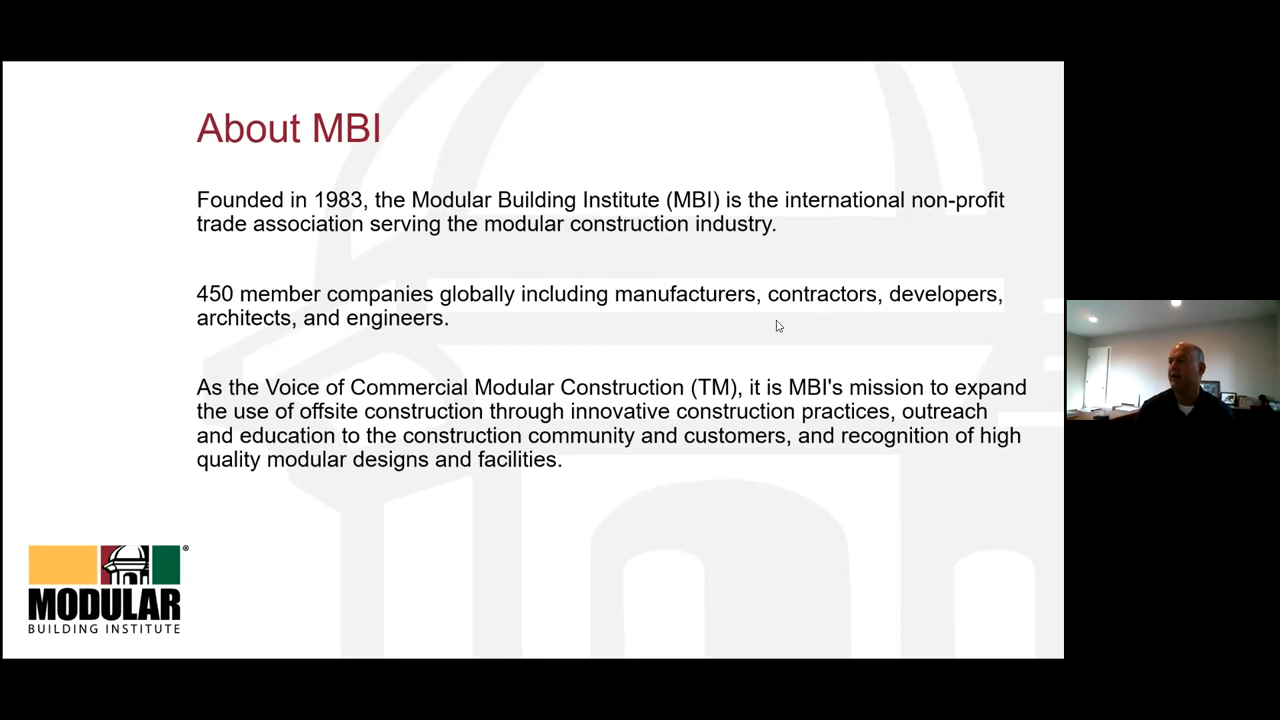 About MBI
Founded in 1983, the Modular Building Institute (MBI) is the international non-profit
trade association serving the modular construction industry.
450 member companies globally including manufacturers, contractors, developers,
architects, and engineers.
As the Voice of Commercial Modular Construction (TM), it is MBI's mission to expand
the use of offsite construction through innovative construction practices, outreach
and education to the construction community and customers, and recognition of high
quality modular designs and facilities.
®
MODULAR
BUILDING INSTITUTE